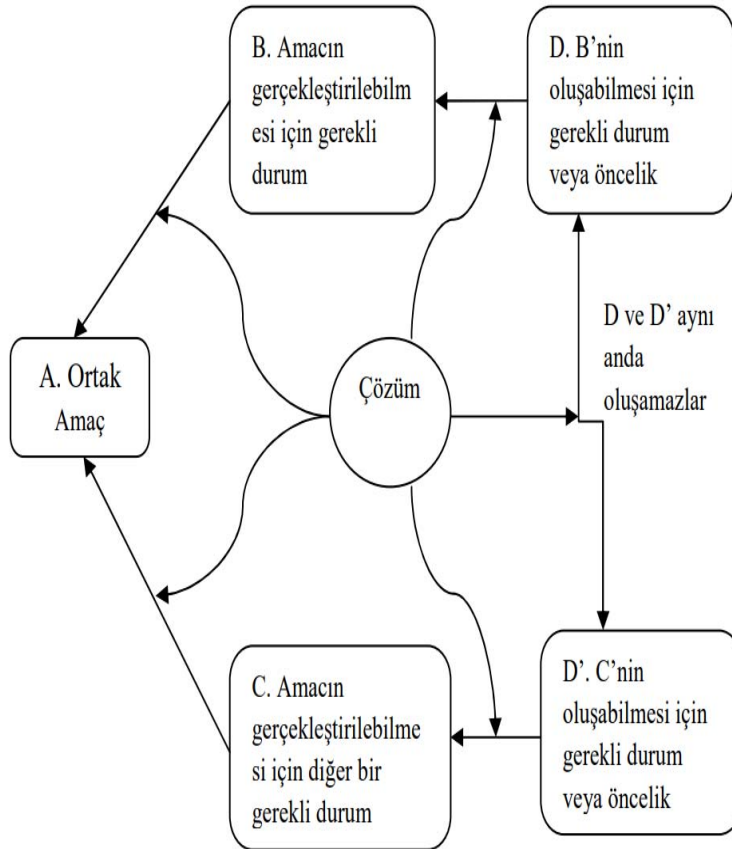 B. Amacın
gerçekleştirilebilm
esi için gerekli
durum
D. B’nin
oluşabilmesi için
gerekli durum
veya öncelik
D ve D’ aynı
anda
oluşamazlar
Çözüm
A. Ortak
Amaç
C. Amacın
gerçekleştirilebilme
si için diğer bir
gerekli durum
D’. C’nin
oluşabilmesi için
gerekli durum
veya öncelik